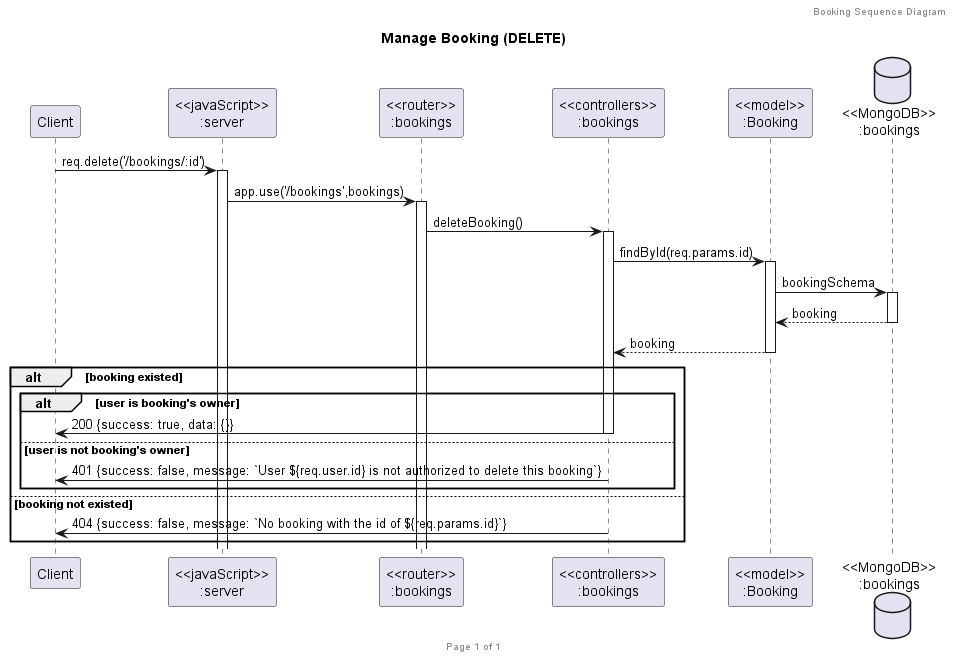 Booking Sequence Diagram
Manage Booking (DELETE)
Client
<<javaScript>>
:server
<<router>>
:bookings
<<controllers>>
:bookings
<<model>>
:Booking
<<MongoDB>>
:bookings
req.delete('/bookings/:id')
app.use('/bookings',bookings)
deleteBooking()
findById(req.params.id)
bookingSchema
booking
booking
alt
[booking existed]
alt
[user is booking's owner]
200 {success: true, data: {}}
[user is not booking's owner]
401 {success: false, message: `User ${req.user.id} is not authorized to delete this booking`}
[booking not existed]
404 {success: false, message: `No booking with the id of ${req.params.id}`}
Client
<<javaScript>>
:server
<<router>>
:bookings
<<controllers>>
:bookings
<<model>>
:Booking
<<MongoDB>>
:bookings
Page 1 of 1